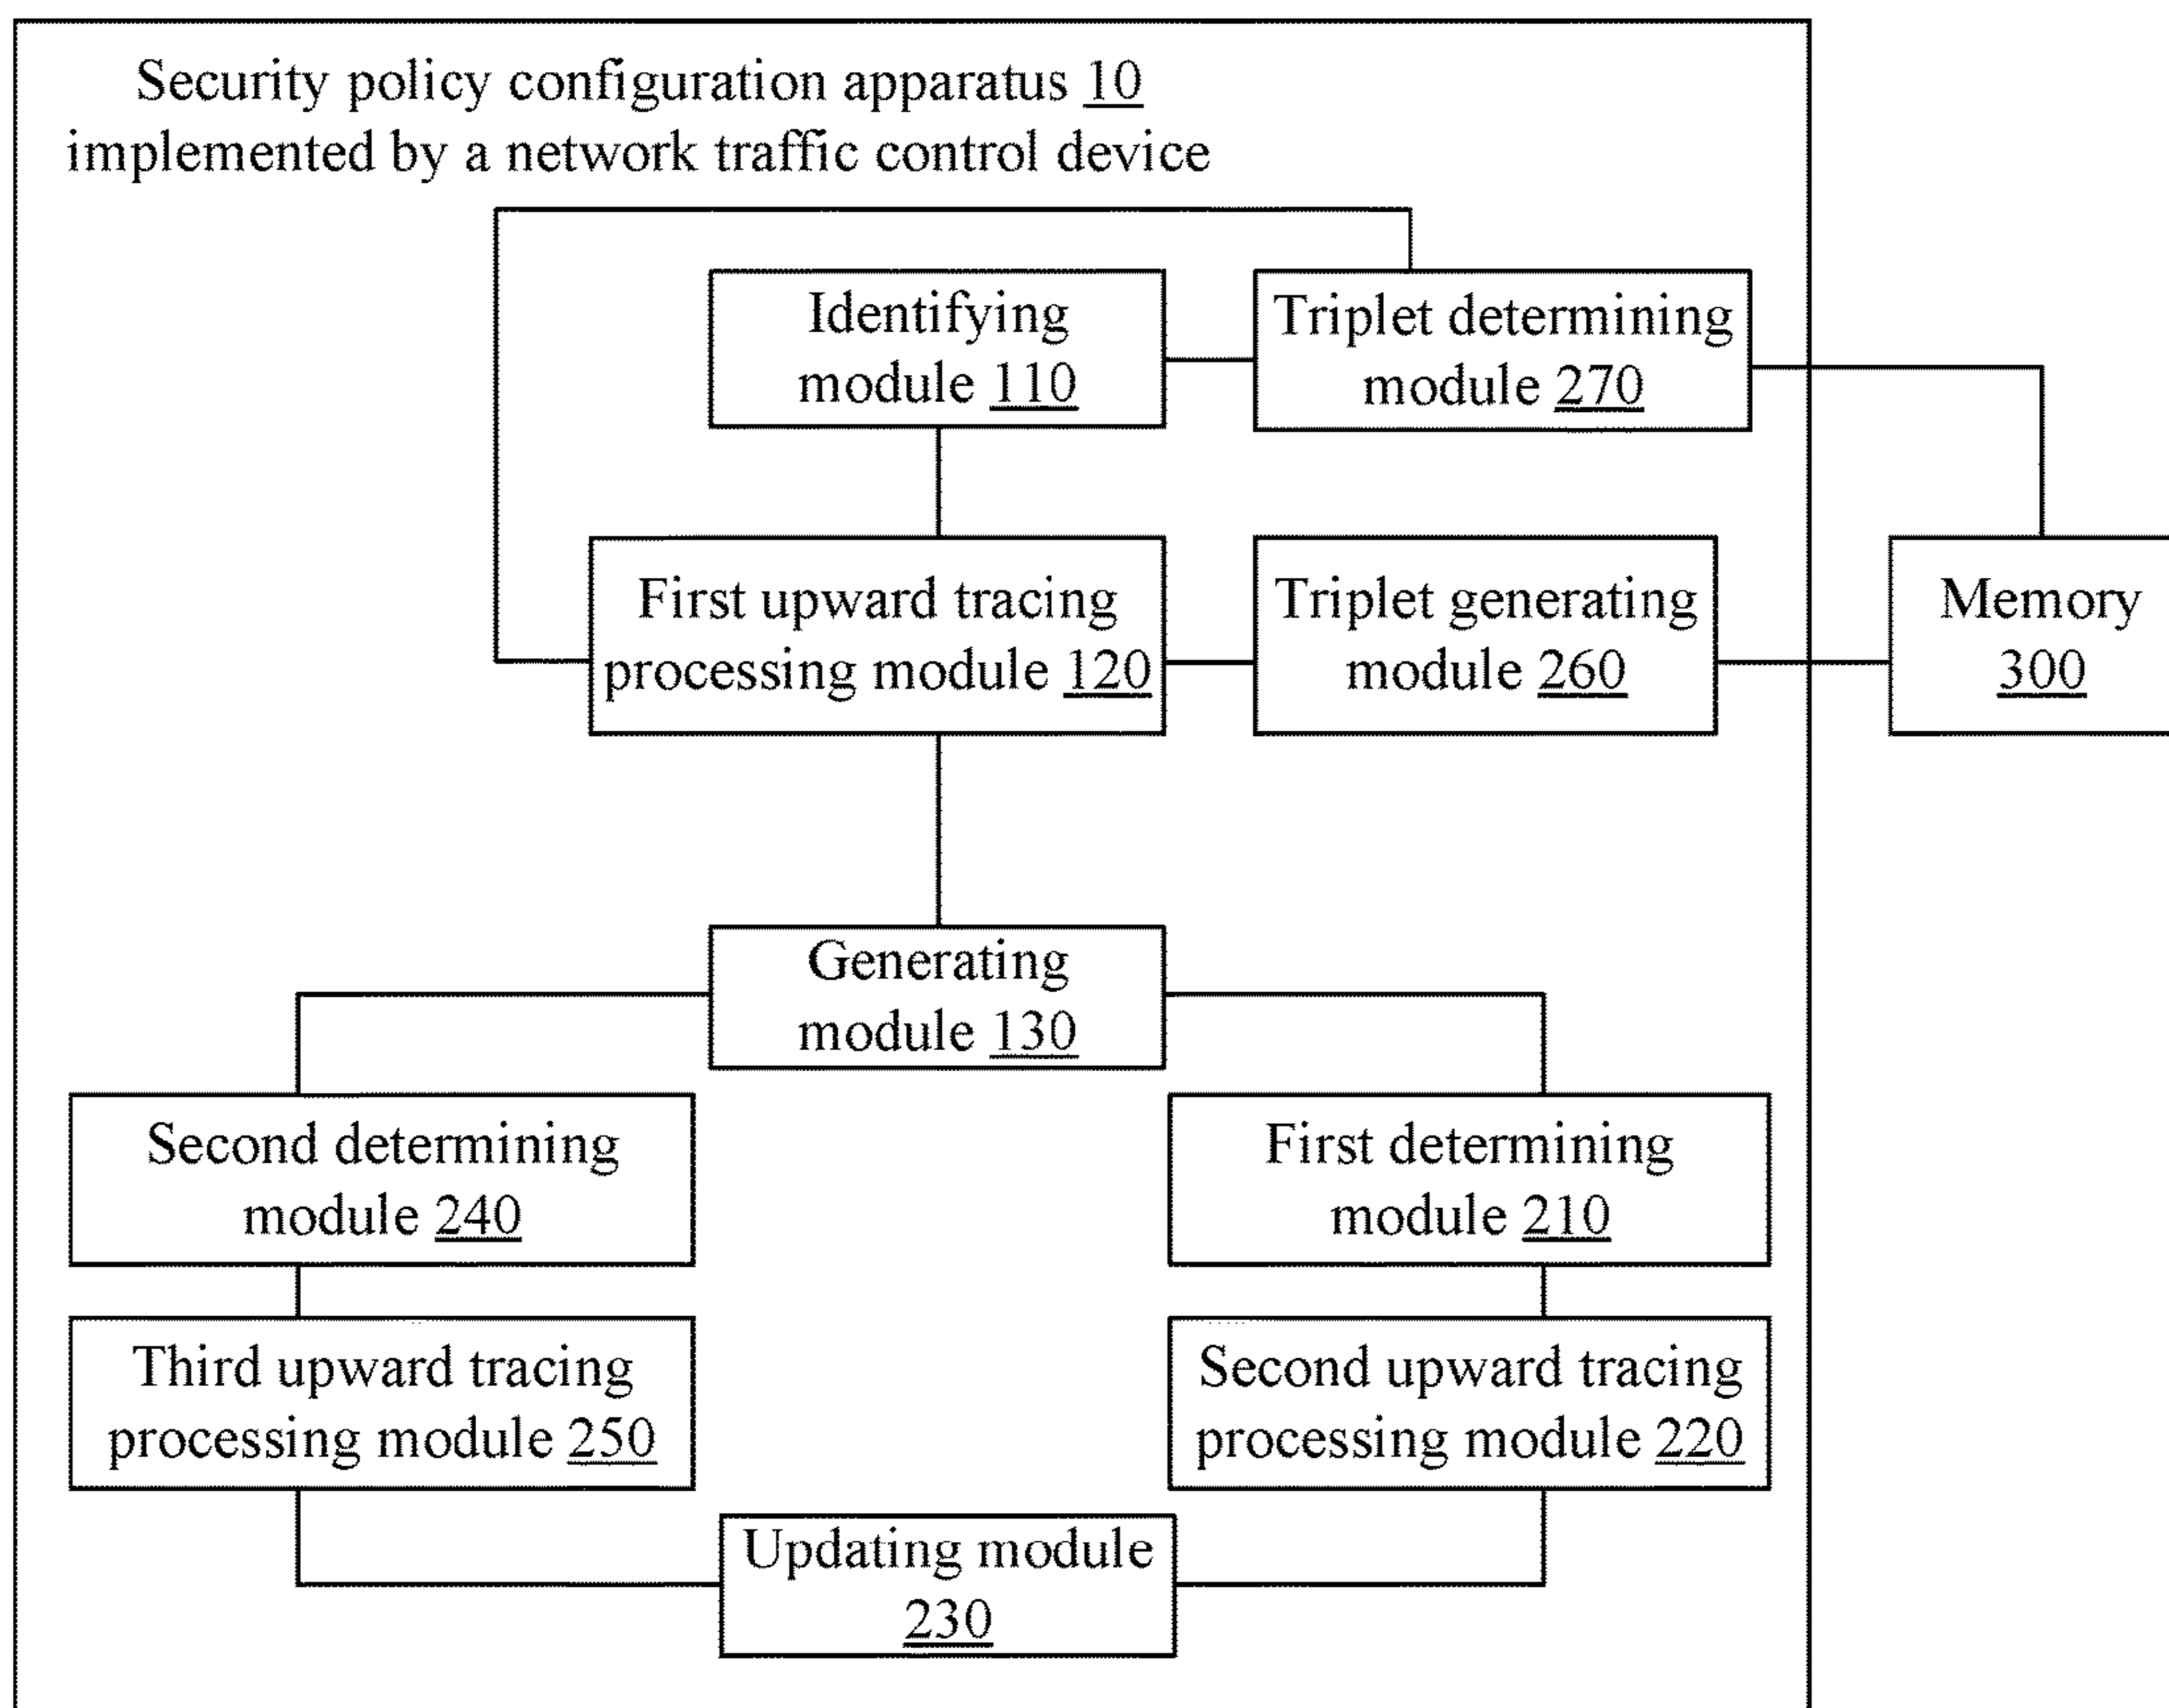 Security policy configuration apparatus 10
implemented by a network traffic control device
Identifying
module 110
Triplet determining
module 270
First upward tracing
processing module 120
Triplet generating
module 260
Memory
300
Generating
module 130
Second determining
module 240
First determining
module 210
Third upward tracing
processing module 250
Second upward tracing
processing module 220
Updating module
230